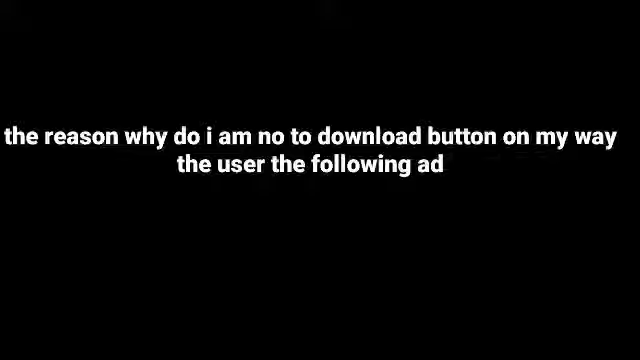 the reason why do i am no to download button on my way
the user the following ad